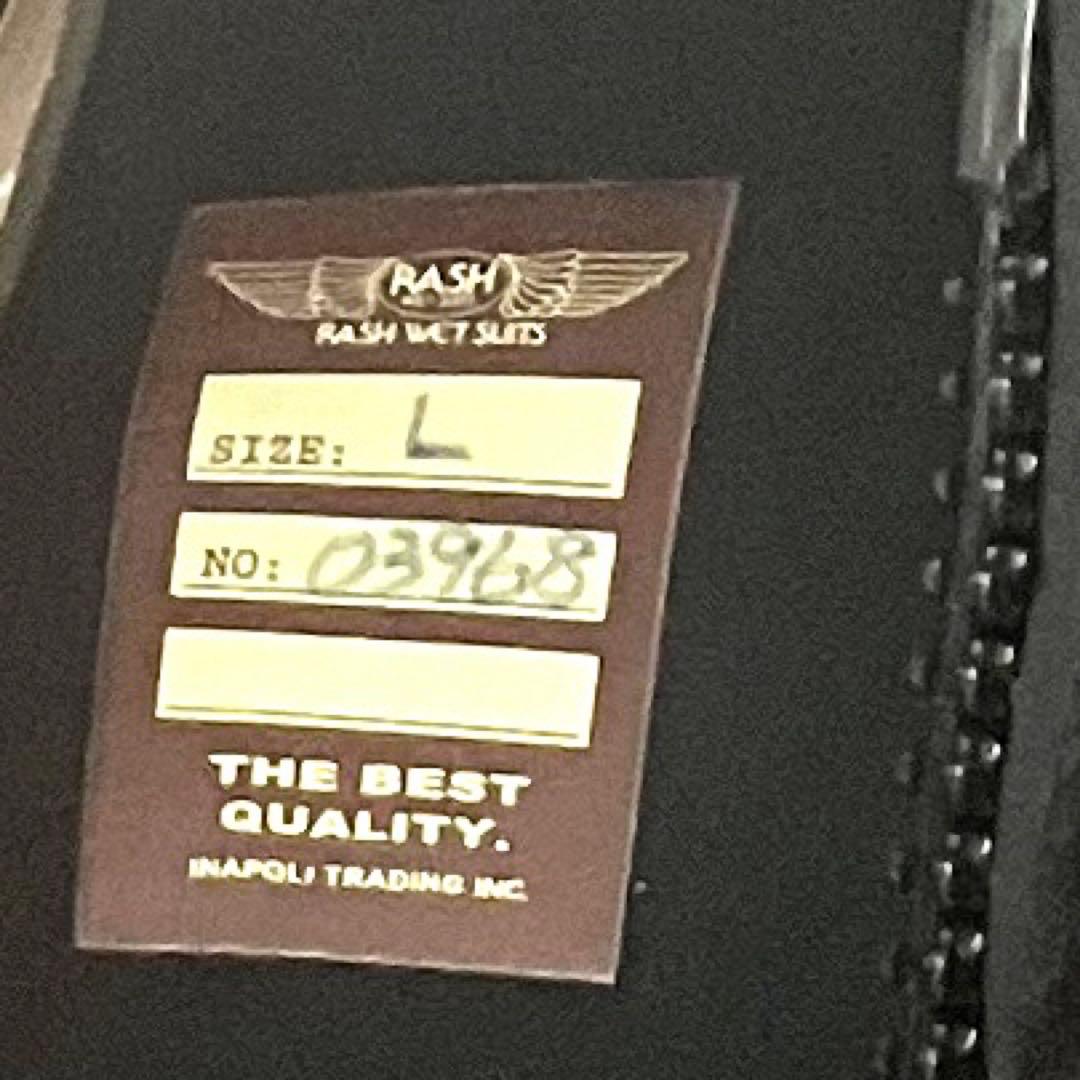 RASH
RASH WET SUITS
SIZE: L
NO: 03968
THE BEST
QUALITY.
INAPOLI TRADING INC.